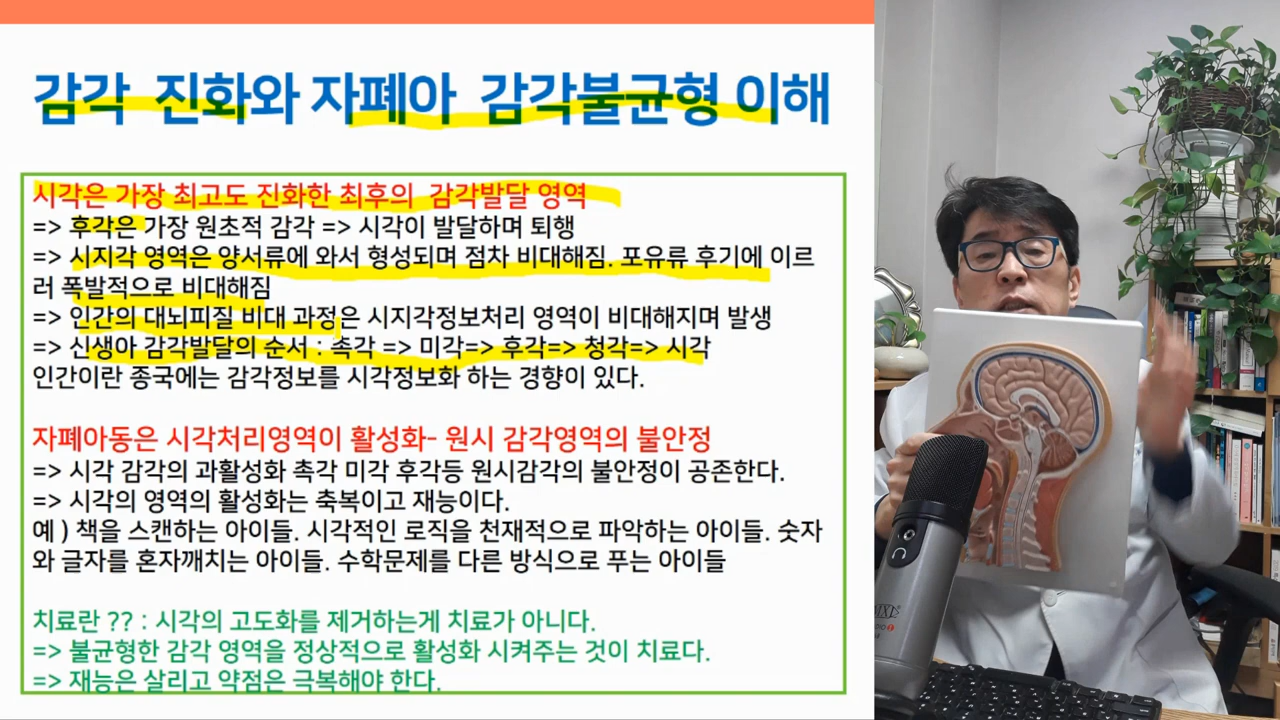 감각 진화와 자폐아 감각불균형 이해
시각은 가장 최고도 진화한 최후의 감각발달 영역
=> 후각은 가장 원초적 감각 => 시각이 발달하며 퇴행
=> 시지각 영역은 양서류에 와서 형성되며 점차 비대해짐. 포유류 후기에 이르
러 폭발적으로 비대해짐
=> 인간의 대뇌피질 비대 과정은 시지각정보처리 영역이 비대해지며 발생
=> 신생아 감각발달의 순서 : 촉각 => 미각=> 후각=> 청각=> 시각
인간이란 종국에는 감각정보를 시각정보화 하는 경향이 있다.
자폐아동은 시각처리영역이 활성화- 원시 감각영역의 불안정
=> 시각 감각의 과활성화 촉각 미각 후각등 원시감각의 불안정이 공존한다.
=> 시각의 영역의 활성화는 축복이고 재능이다.
예 ) 책을 스캔하는 아이들. 시각적인 로직을 천재적으로 파악하는 아이들. 숫자
와 글자를 혼자깨치는 아이들. 수학문제를 다른 방식으로 푸는 아이들
치료란 ?? : 시각의 고도화를 제거하는게 치료가 아니다.
=> 불균형한 감각 영역을 정상적으로 활성화 시켜주는 것이 치료다.
=> 재능은 살리고 약점은 극복해야 한다.